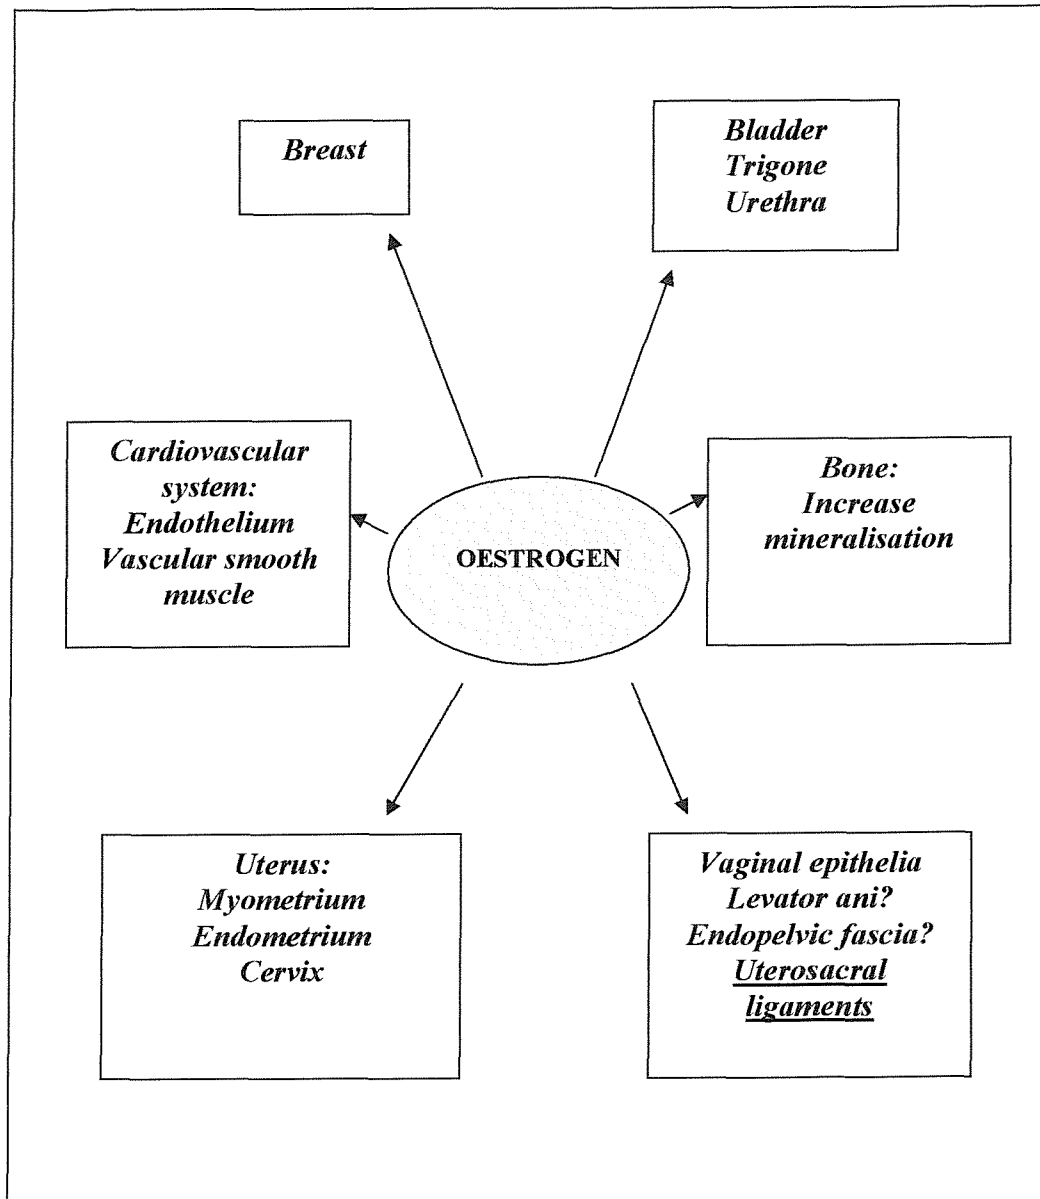 Breast
Bladder
Trigone
Urethra
Cardiovascular
system:
Endothelium
Vascular smooth
muscle
OESTROGEN
Bone:
Increase
mineralisation
Uterus:
Myometrium
Endometrium
Cervix
Vaginal epithelia
Levator ani?
Endopelvic fascia?
Uterosacral
ligaments